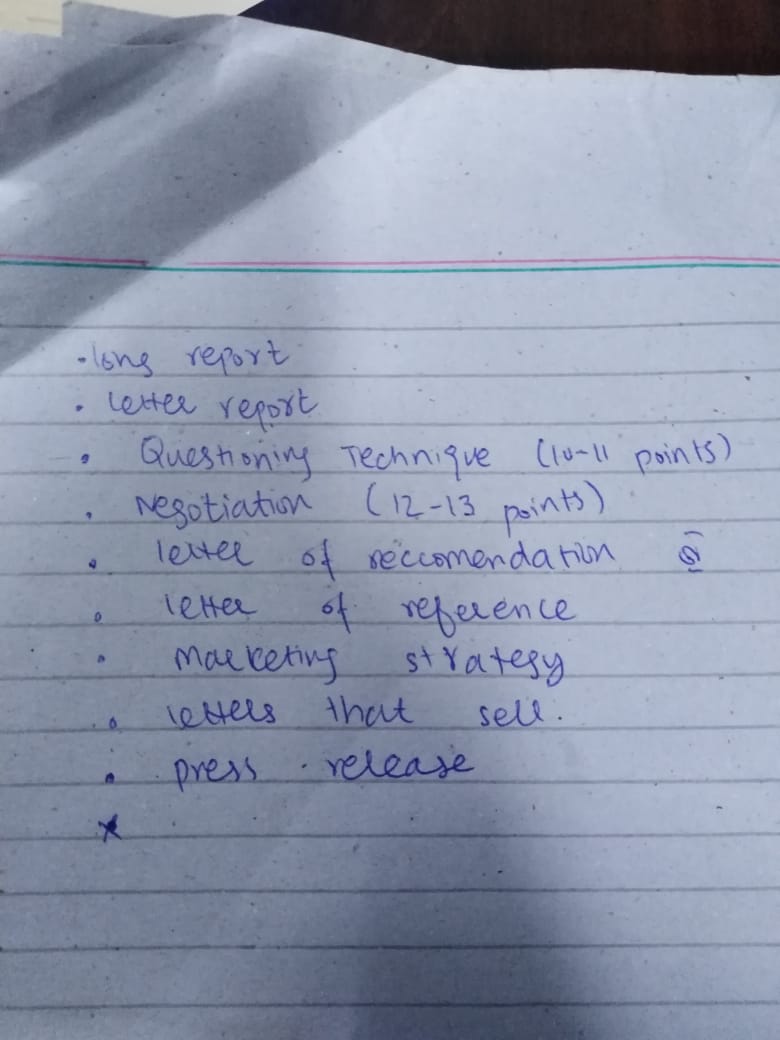 • long report
• letter report
• Questioning Technique (10-11 points)
• Negotiation (12-13 points)
• letter of reccomendation
• letter of reference
• marketing strategy
• letters that sell.
• press release